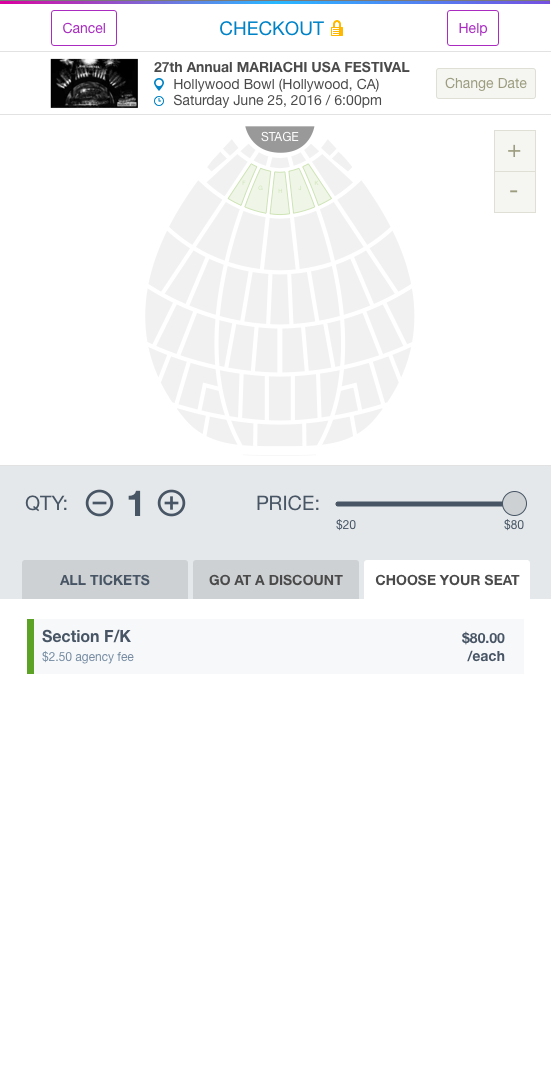 Cancel
CHECKOUT
Help
27th Annual MARIACHI USA FESTIVAL
Hollywood Bowl (Hollywood, CA)
Saturday June 25, 2016 / 6:00pm
Change Date
STAGE
+
-
QTY:
1
PRICE:
$20
$80
ALL TICKETS
GO AT A DISCOUNT
CHOOSE YOUR SEAT
Section F/K
$80.00
$2.50 agency fee
/each